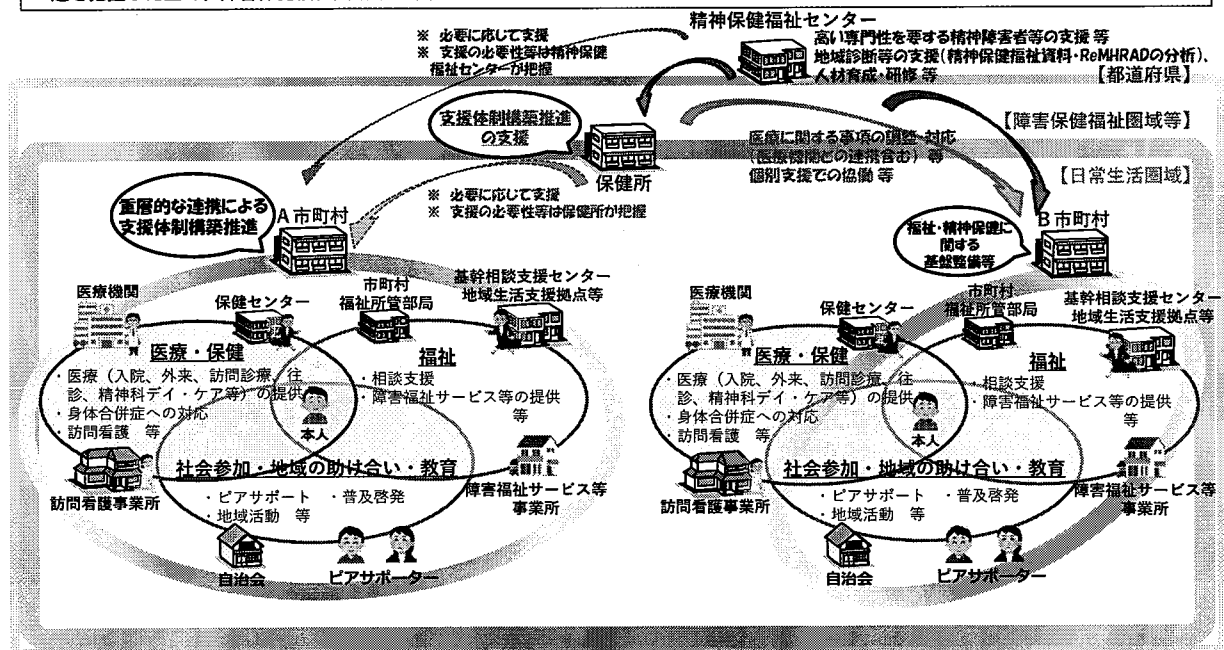 精神保健福祉センター
高い専門性を要する精神障害者等の支援 等
地域診断等の支援(精神保健福祉資料・ReMHRADの分析)、
人材育成・研修 等
【都道府県】
※ 必要に応じて支援
※ 支援の必要性等は精神保健
福祉センターが把握
支援体制構築推進
の支援
保健所
【障害保健福祉圏域等】
医療に関する事項の調整・対応
(医療機関との連携含む) 等
個別支援での協働 等
【日常生活圏域】
※ 必要に応じて支援
※ 支援の必要性等は保健所が把握
重層的な連携による
支援体制構築推進
A市町村
医療機関
保健センター
市町村
福祉所管部局
基幹相談支援センター
地域生活支援拠点等
医療・保健
・医療（入院、外来、訪問診療、往
診、精神科デイ・ケア等）の提供
・身体合併症への対応
・訪問看護 等
福祉
・相談支援
・障害福祉サービス等の提供
等
本人
訪問看護事業所
社会参加・地域の助け合い・教育
・ピアサポート ・普及啓発
・地域活動 等
障害福祉サービス等
事業所
自治会
ピアサポーター
福祉・精神保健に
関する
基盤整備等
B市町村
医療機関
保健センター
市町村
福祉所管部局
基幹相談支援センター
地域生活支援拠点等
医療・保健
・医療（入院、外来、訪問診療、往
診、精神科デイ・ケア等）の提供
・身体合併症への対応
・訪問看護 等
福祉
・相談支援
・障害福祉サービス等の提供
等
本人
訪問看護事業所
社会参加・地域の助け合い・教育
・ピアサポート ・普及啓発
・地域活動 等
障害福祉サービス等
事業所
自治会
ピアサポーター